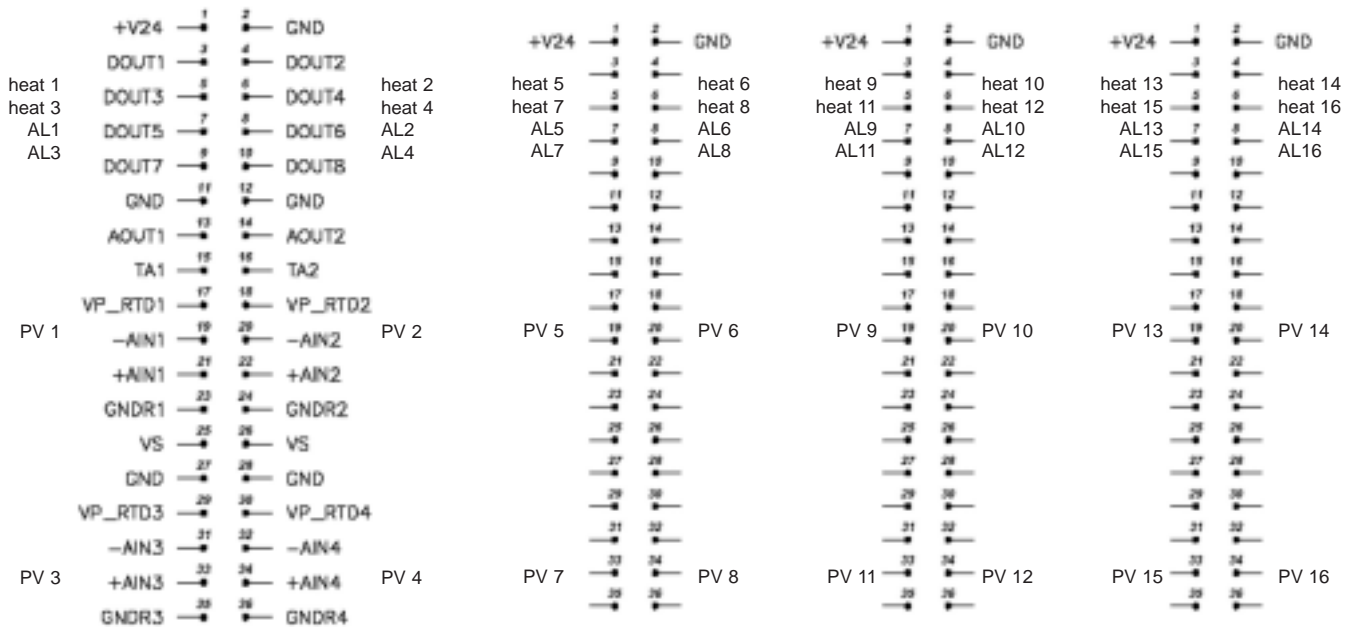 1 2 1 2 1 2 1 2
+V24 GND +V24 GND +V24 GND +V24 GND
3 4 3 4 3 4 3 4
DOUT1 DOUT2
heat 1 5 6 heat 2 heat 5 heat 6 heat 9 heat 10 heat 13 heat 14
DOUT3 DOUT4
heat 3 heat 4 heat 7 5 6 heat 8 heat 11 5 6 heat 12 heat 15 5 6 heat 16
AL1 7 8 AL2 AL5 7 8 AL6 AL9 7 8 AL10 AL13 7 8 AL14
DOUT5 DOUT6
AL3 9 10 AL4 AL7 AL8 AL11 AL12 AL15 AL16
DOUT7 DOUT8 9 10 9 10 9 10
11 12 11 12 11 12 11 12
GND GND
13 14 13 14 13 14 13 14
AOUT1 AOUT2
15 16 15 16 15 16 15 16
TA1 TA2
17 18 17 18 17 18 17 18
VP_RTD1 VP_RTD2
PV 1 19 20 PV 2 PV 5 19 20 PV 6 PV 9 19 20 PV 10 PV 13 19 20 PV 14
-AIN1 -AIN2
21 22 21 22 21 22 21 22
+AIN1 +AIN2
23 24 23 24 23 24 23 24
GNDR1 GNDR2
25 26 25 26 25 26 25 26
VS VS
27 28 27 28 27 28 27 28
GND GND
29 30 29 30 29 30 29 30
VP_RTD3 VP_RTD4
31 32 31 32 31 32 31 32
-AIN3 -AIN4
PV 3 33 34 PV 4 PV 7 33 34 PV 8 PV 11 33 34 PV 12 PV 15 33 34 PV 16
+AIN3 +AIN4
35 36 35 36 35 36 35 36
GNDR3 GNDR4